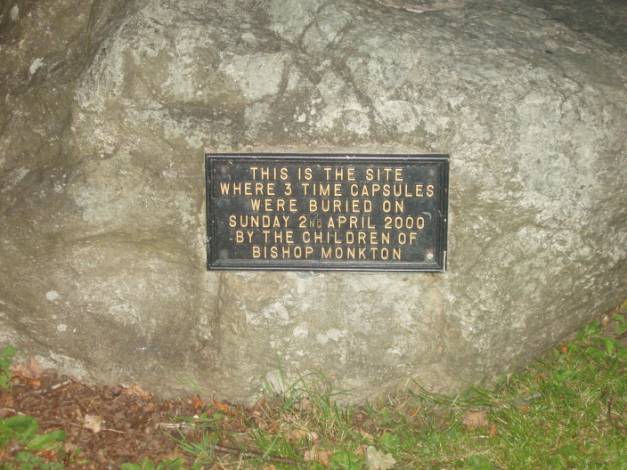 THIS IS THE SITE
WHERE 3 TIME CAPSULES
WERE BURIED ON
SUNDAY 2ND APRIL 2000
BY THE CHILDREN OF
BISHOP MONKTON